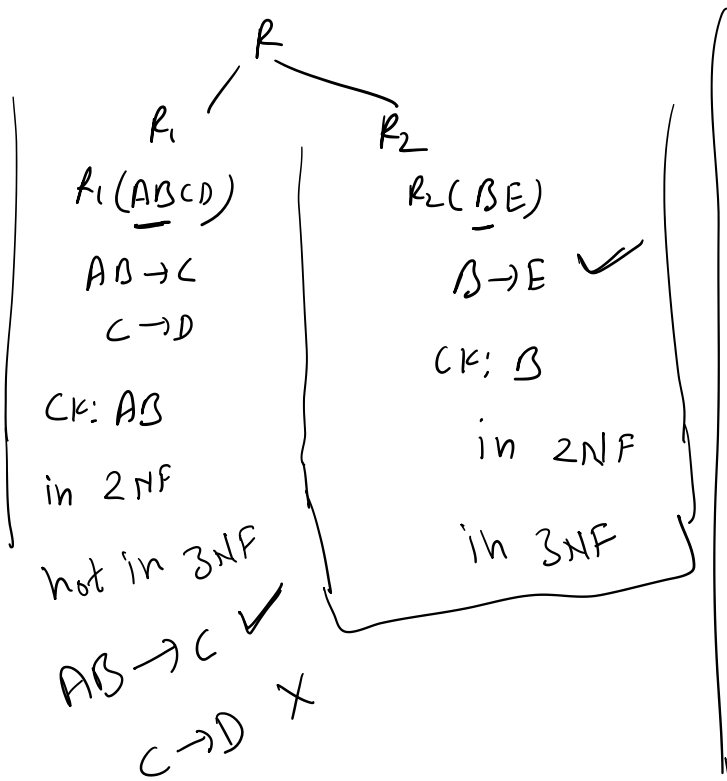 R
R₁
R₂
R₁(ABCD)
AB→C
C→D
CK: AB
in 2NF
not in 3NF
AB→C ✓
C→D X
R₂(BE)
B→E ✓
CK: B
in 2NF
in 3NF